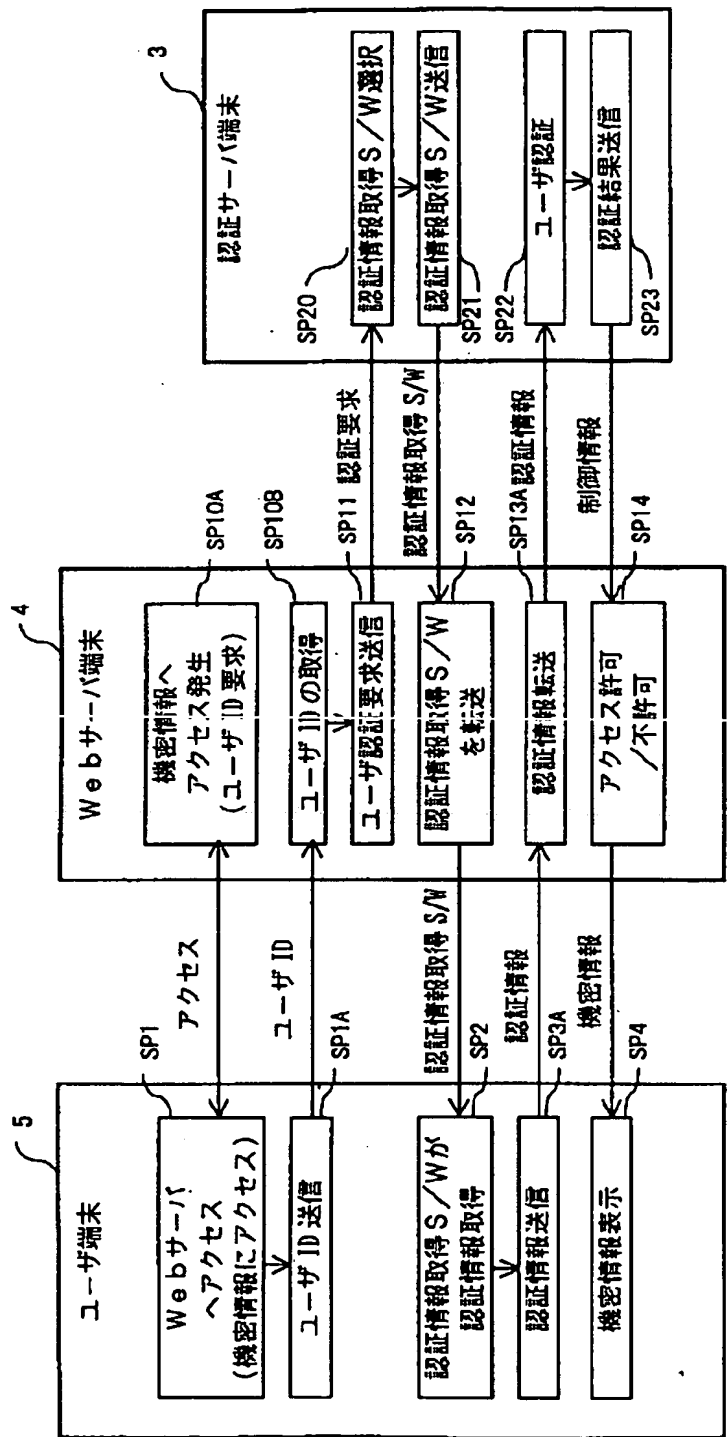 5
ユーザ端末
SP1
Webサーバ
へアクセス
(機密情報にアクセス)
ユーザID送信
SP1A
認証情報取得S/Wが
認証情報取得
SP2
認証情報送信
SP3A
機密情報表示
SP4
アクセス
ユーザID
認証情報取得S/W
認証情報
機密情報
4
Webサーバ端末
機密情報へ
アクセス発生
(ユーザID要求)
SP10A
ユーザIDの取得
SP10B
ユーザ認証要求送信
SP11
認証情報取得S/W
を転送
SP12
認証情報転送
SP13A
アクセス許可
/不許可
SP14
認証要求
認証情報取得S/W
認証情報
制御情報
3
認証サーバ端末
SP20
認証情報取得S/W選択
認証情報取得S/W送信
SP21
SP22
ユーザ認証
認証結果送信
SP23